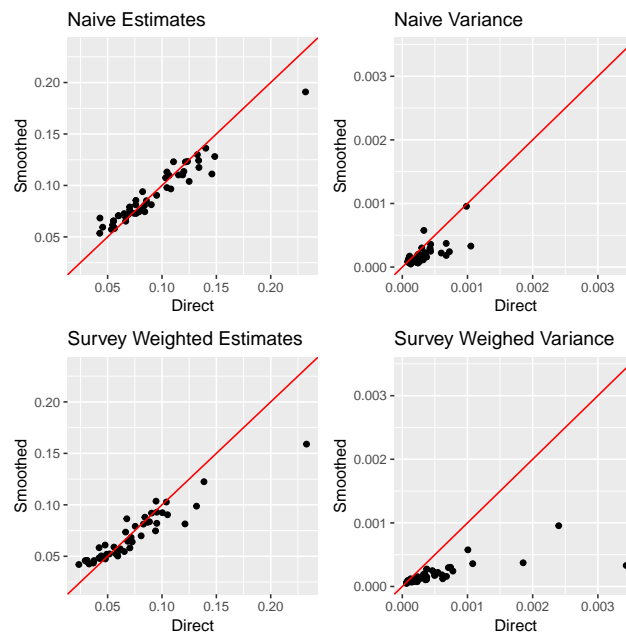 Naive Estimates
Smoothed
0.20
0.15
0.10
0.05
0.05 0.10 0.15 0.20
Direct
Naive Variance
Smoothed
0.003
0.002
0.001
0.000
0.000 0.001 0.002 0.003
Direct
Survey Weighted Estimates
Smoothed
0.20
0.15
0.10
0.05
0.05 0.10 0.15 0.20
Direct
Survey Weighed Variance
Smoothed
0.003
0.002
0.001
0.000
0.000 0.001 0.002 0.003
Direct